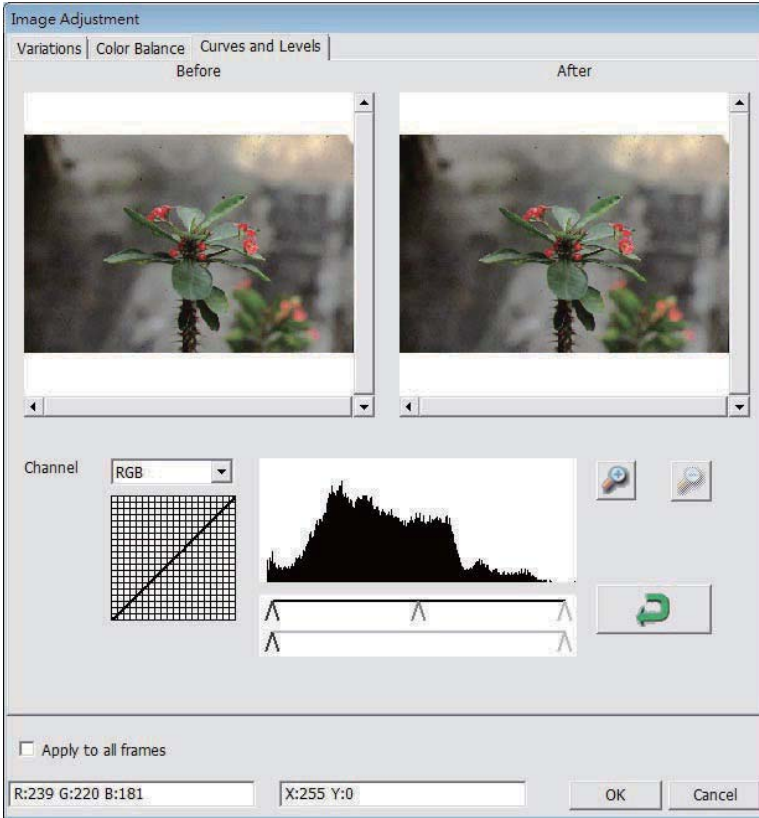 Image Adjustment
Variations Color Balance Curves and Levels
Before After
Channel RGB
Apply to all frames
R:239 G:220 B:181 X:255 Y:0 OK Cancel